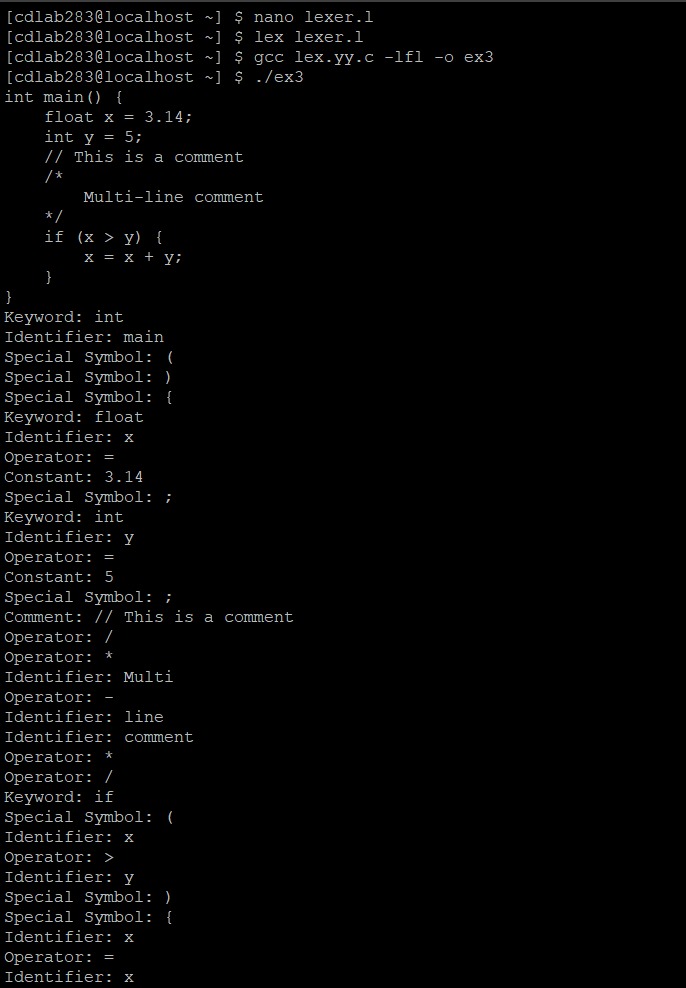 [cdlab283@localhost ~] $ nano lexer.l
[cdlab283@localhost ~] $ lex lexer.l
[cdlab283@localhost ~] $ gcc lex.yy.c -lfl -o ex3
[cdlab283@localhost ~] $ ./ex3
int main() {
    float x = 3.14;
    int y = 5;
    // This is a comment
    /*
        Multi-line comment
    */
    if (x > y) {
        x = x + y;
    }
}
Keyword: int
Identifier: main
Special Symbol: (
Special Symbol: )
Special Symbol: {
Keyword: float
Identifier: x
Operator: =
Constant: 3.14
Special Symbol: ;
Keyword: int
Identifier: y
Operator: =
Constant: 5
Special Symbol: ;
Comment: // This is a comment
Operator: /
Operator: *
Identifier: Multi
Operator: -
Identifier: line
Identifier: comment
Operator: *
Operator: /
Keyword: if
Special Symbol: (
Identifier: x
Operator: >
Identifier: y
Special Symbol: )
Special Symbol: {
Identifier: x
Operator: =
Identifier: x